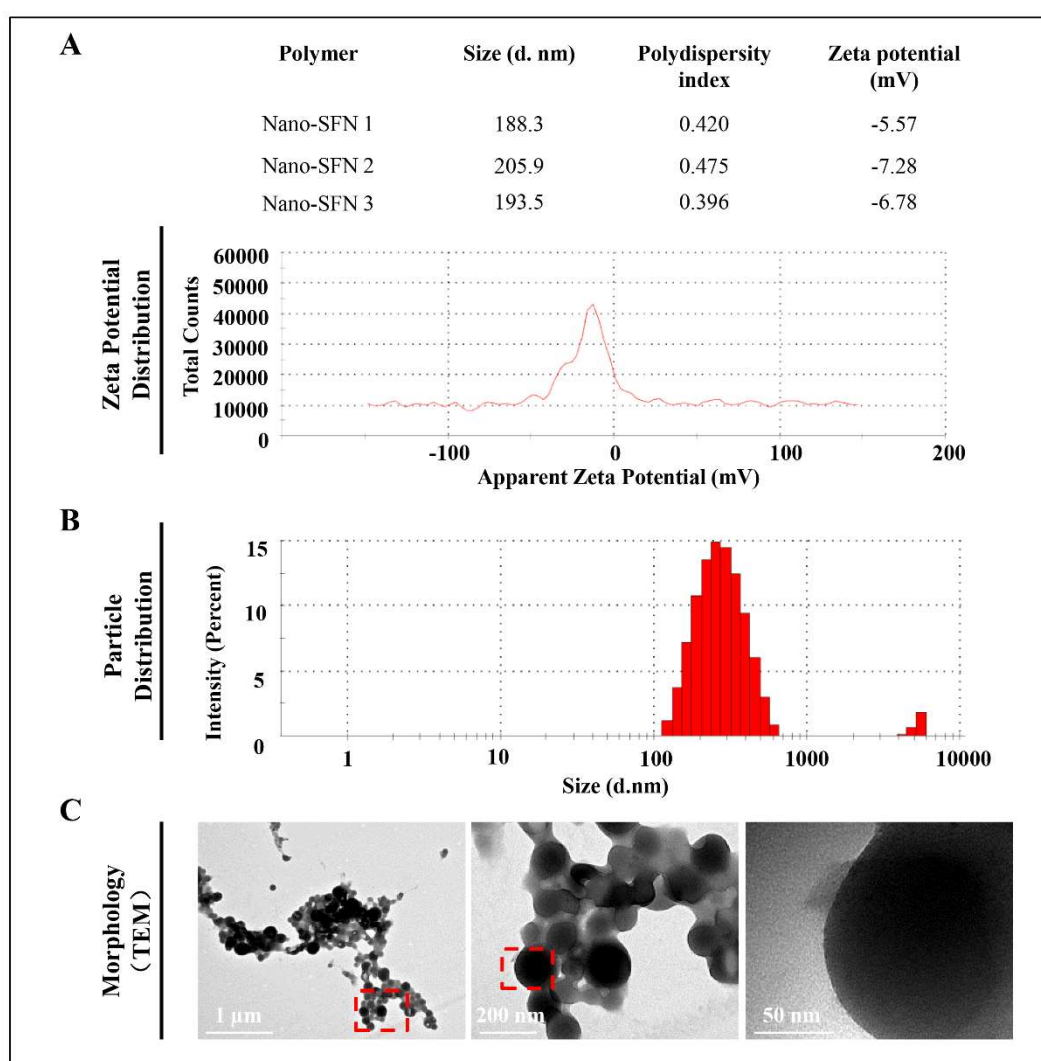 A
Polymer Size (d. nm) Polydispersity index Zeta potential (mV)
Nano-SFN 1 188.3 0.420 -5.57
Nano-SFN 2 205.9 0.475 -7.28
Nano-SFN 3 193.5 0.396 -6.78
Zeta Potential
Distribution
Total Counts
60000
50000
40000
30000
20000
10000
0
-100 0 100 200
Apparent Zeta Potential (mV)
B
Particle
Distribution
Intensity (Percent)
15
10
5
0
1 10 100 1000 10000
Size (d.nm)
C
Morphology
(TEM)
1 µm 200 nm 50 nm